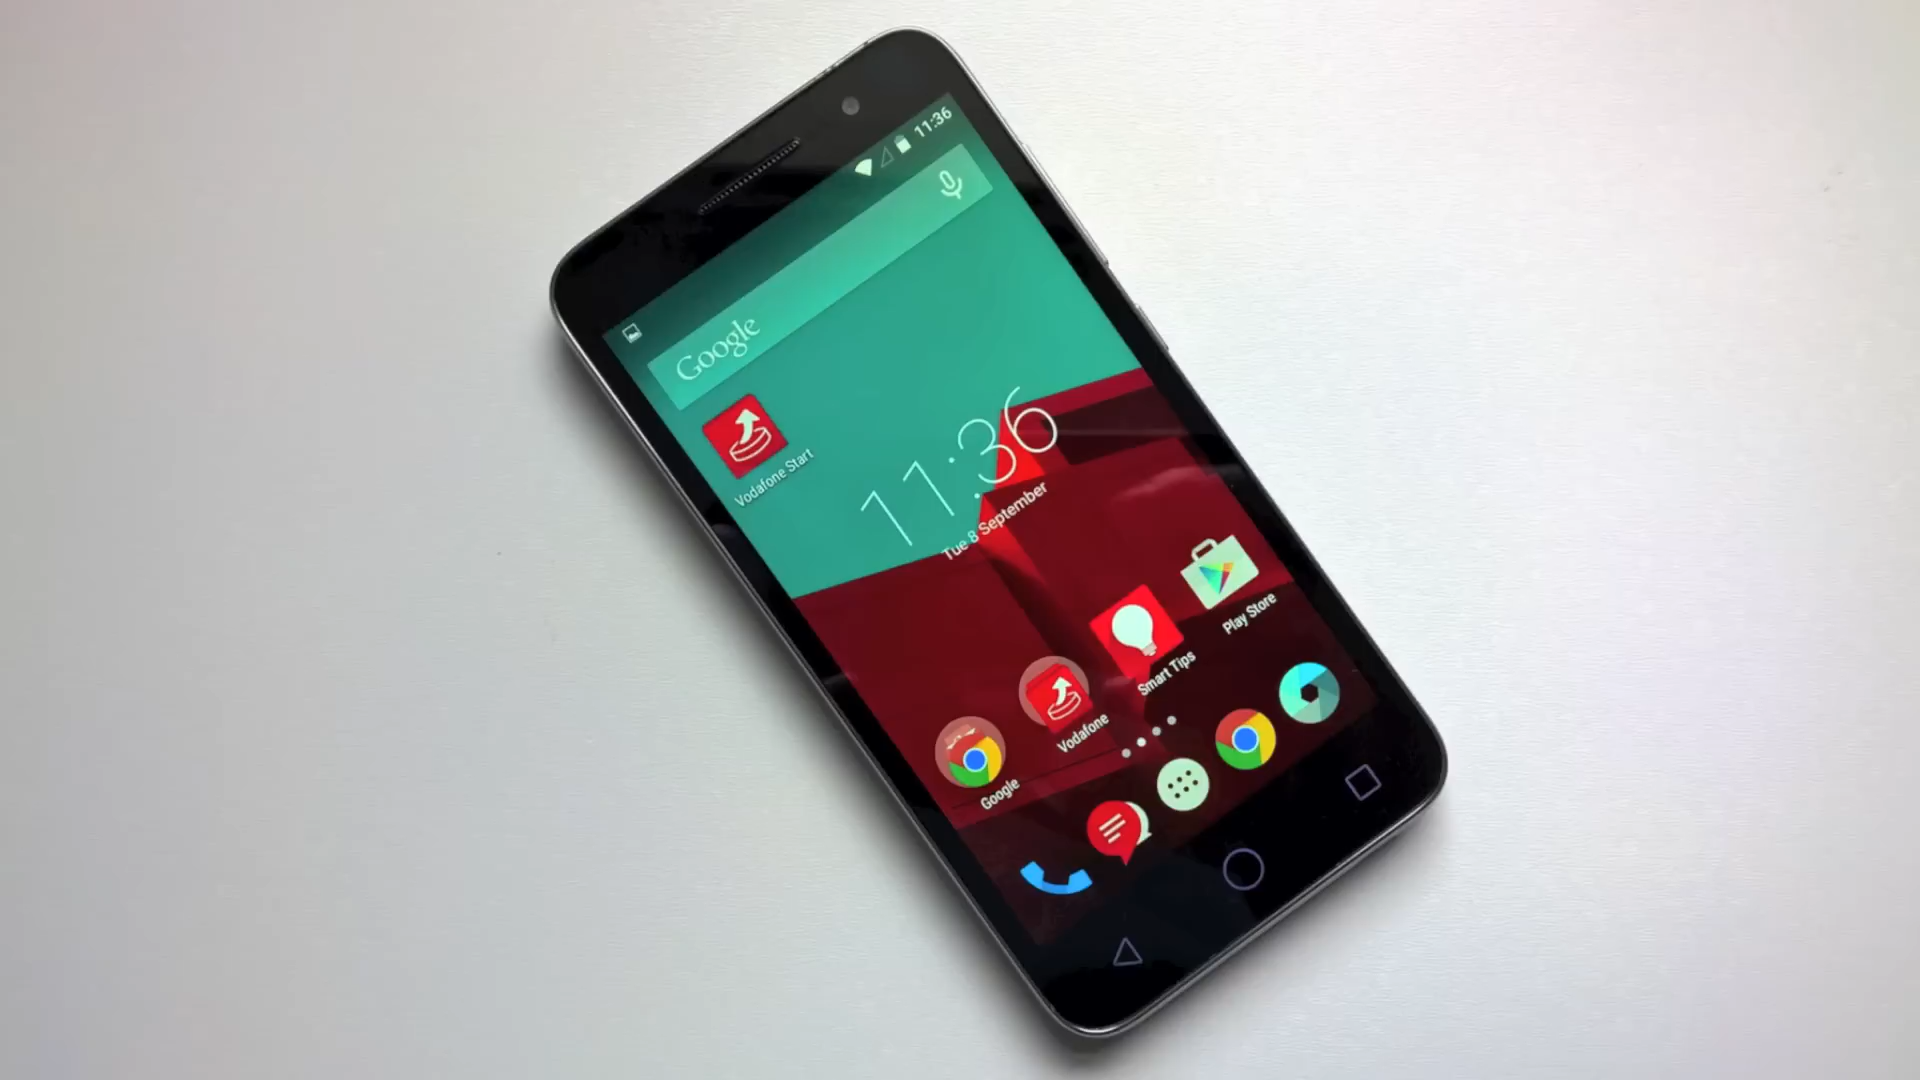 11:36
Google
Vodafone Start
11:36
Tue 8 September
Play Store
Smart Tips
Vodafone
Google